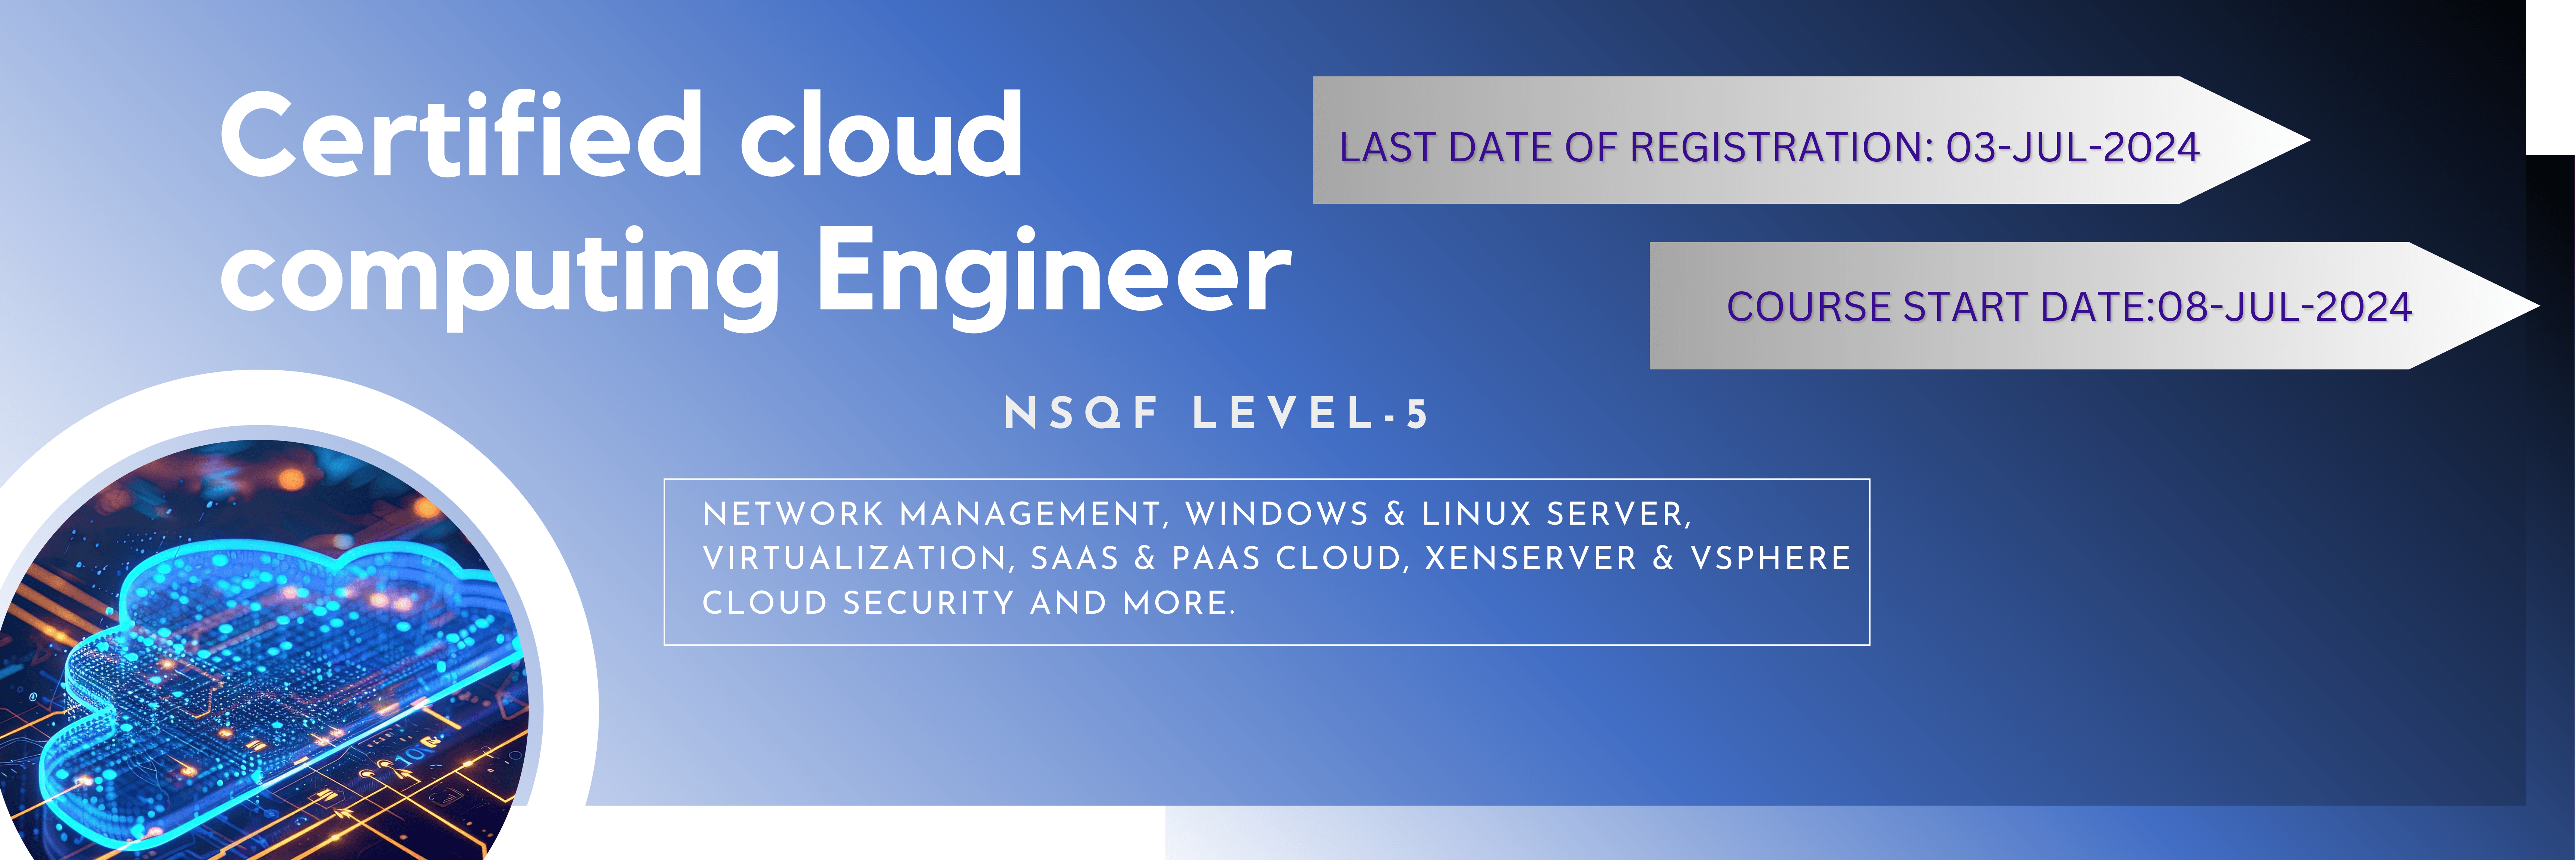 Certified cloud
computing Engineer
LAST DATE OF REGISTRATION: 03-JUL-2024
COURSE START DATE:08-JUL-2024
NSQF LEVEL-5
NETWORK MANAGEMENT, WINDOWS & LINUX SERVER,
VIRTUALIZATION, SAAS & PAAS CLOUD, XENSERVER & VSPHERE
CLOUD SECURITY AND MORE.